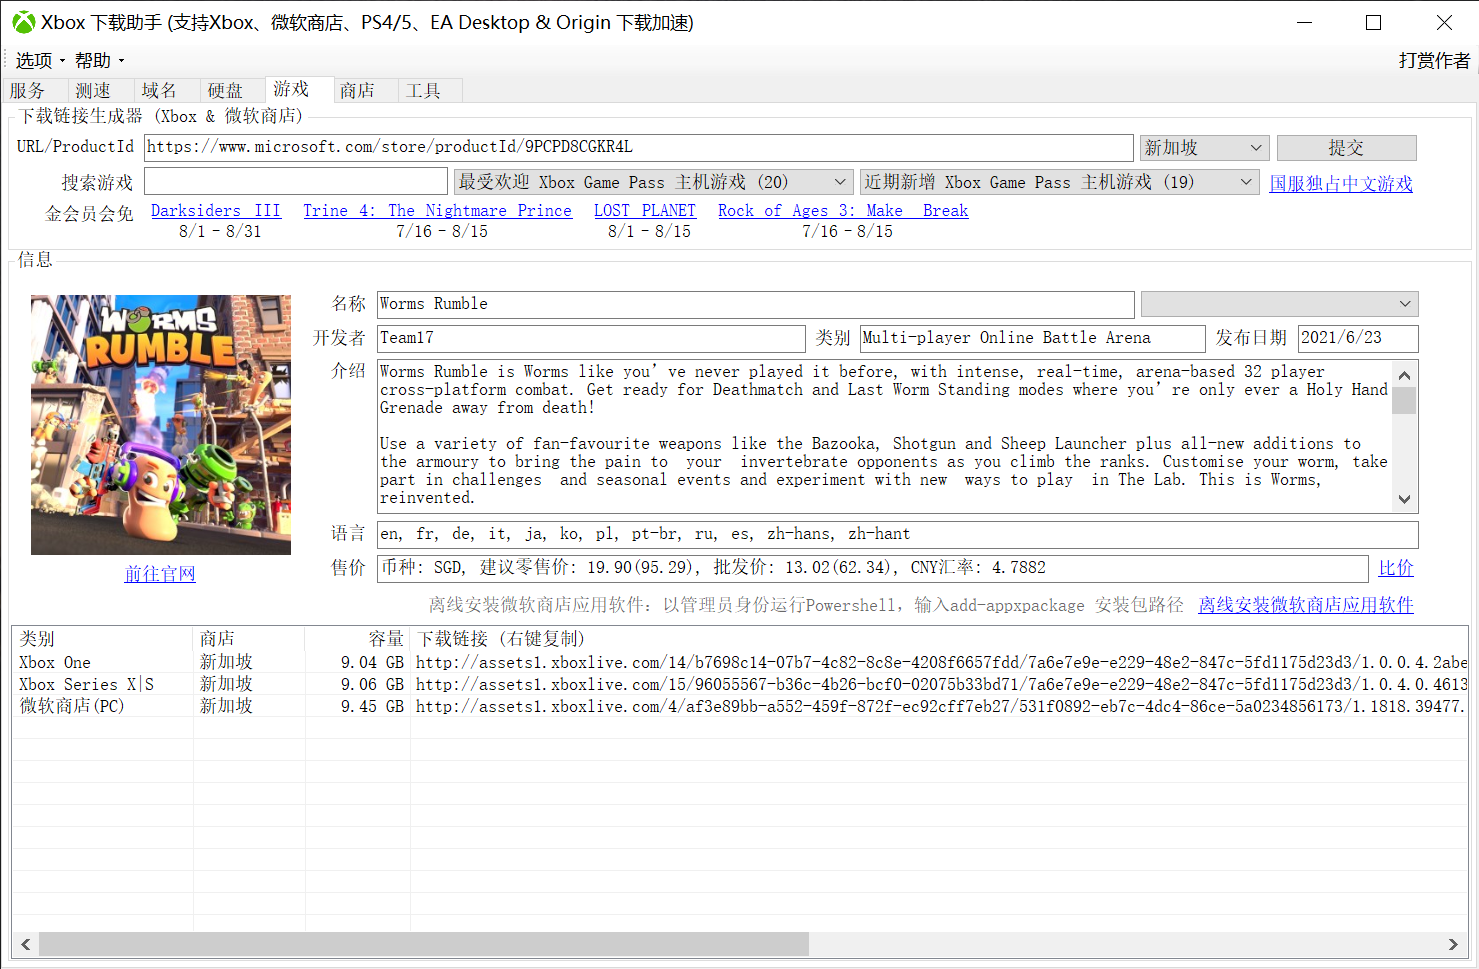 Xbox 下载助手 (支持Xbox、微软商店、PS4/5、EA Desktop & Origin 下载加速)
选项 帮助 打赏作者
服务 测速 域名 硬盘 游戏 商店 工具
下载链接生成器 (Xbox & 微软商店)
URL/ProductId https://www.microsoft.com/store/productId/9PCPD8CGKR4L 新加坡 提交
搜索游戏 最受欢迎 Xbox Game Pass 主机游戏 (20) 近期新增 Xbox Game Pass 主机游戏 (19) 国服独占中文游戏
金会员会免 Darksiders III Trine 4: The Nightmare Prince LOST PLANET Rock of Ages 3: Make Break
8/1 - 8/31 7/16 - 8/15 8/1 - 8/15 7/16 - 8/15
信息
WORMS
RUMBLE
名称 Worms Rumble
开发者 Team17 类别 Multi-player Online Battle Arena 发布日期 2021/6/23
介绍 Worms Rumble is Worms like you've never played it before, with intense, real-time, arena-based 32 player
cross-platform combat. Get ready for Deathmatch and Last Worm Standing modes where you're only ever a Holy Hand
Grenade away from death!
Use a variety of fan-favourite weapons like the Bazooka, Shotgun and Sheep Launcher plus all-new additions to
the armoury to bring the pain to your invertebrate opponents as you climb the ranks. Customise your worm, take
part in challenges and seasonal events and experiment with new ways to play in The Lab. This is Worms,
reinvented.
语言 en, fr, de, it, ja, ko, pl, pt-br, ru, es, zh-hans, zh-hant
前往官网
售价 币种: SGD, 建议零售价: 19.90(95.29), 批发价: 13.02(62.34), CNY汇率: 4.7882 比价
离线安装微软商店应用软件：以管理员身份运行Powershell，输入add-appxpackage 安装包路径 离线安装微软商店应用软件
类别 商店 容量 下载链接 (右键复制)
Xbox One 新加坡 9.04 GB http://assets1.xboxlive.com/14/b7698c14-07b7-4c82-8c8e-4208f6657fdd/7a6e7e9e-e229-48e2-847c-5fd1175d23d3/1.0.0.4.2abe
Xbox Series X|S 新加坡 9.06 GB http://assets1.xboxlive.com/15/96055567-b36c-4b26-bcf0-02075b33bd71/7a6e7e9e-e229-48e2-847c-5fd1175d23d3/1.0.4.0.4613
微软商店(PC) 新加坡 9.45 GB http://assets1.xboxlive.com/4/af3e89bb-a552-459f-872f-ec92cff7eb27/531f0892-eb7c-4dc4-86ce-5a0234856173/1.1818.39477.